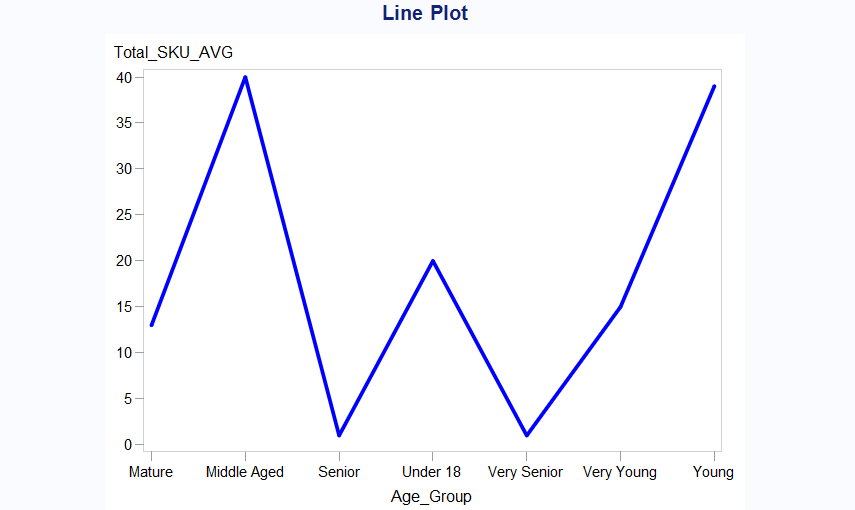 Line Plot
Total_SKU_AVG
40
35
30
25
20
15
10
5
0
Mature Middle Aged Senior Under 18 Very Senior Very Young Young
Age_Group